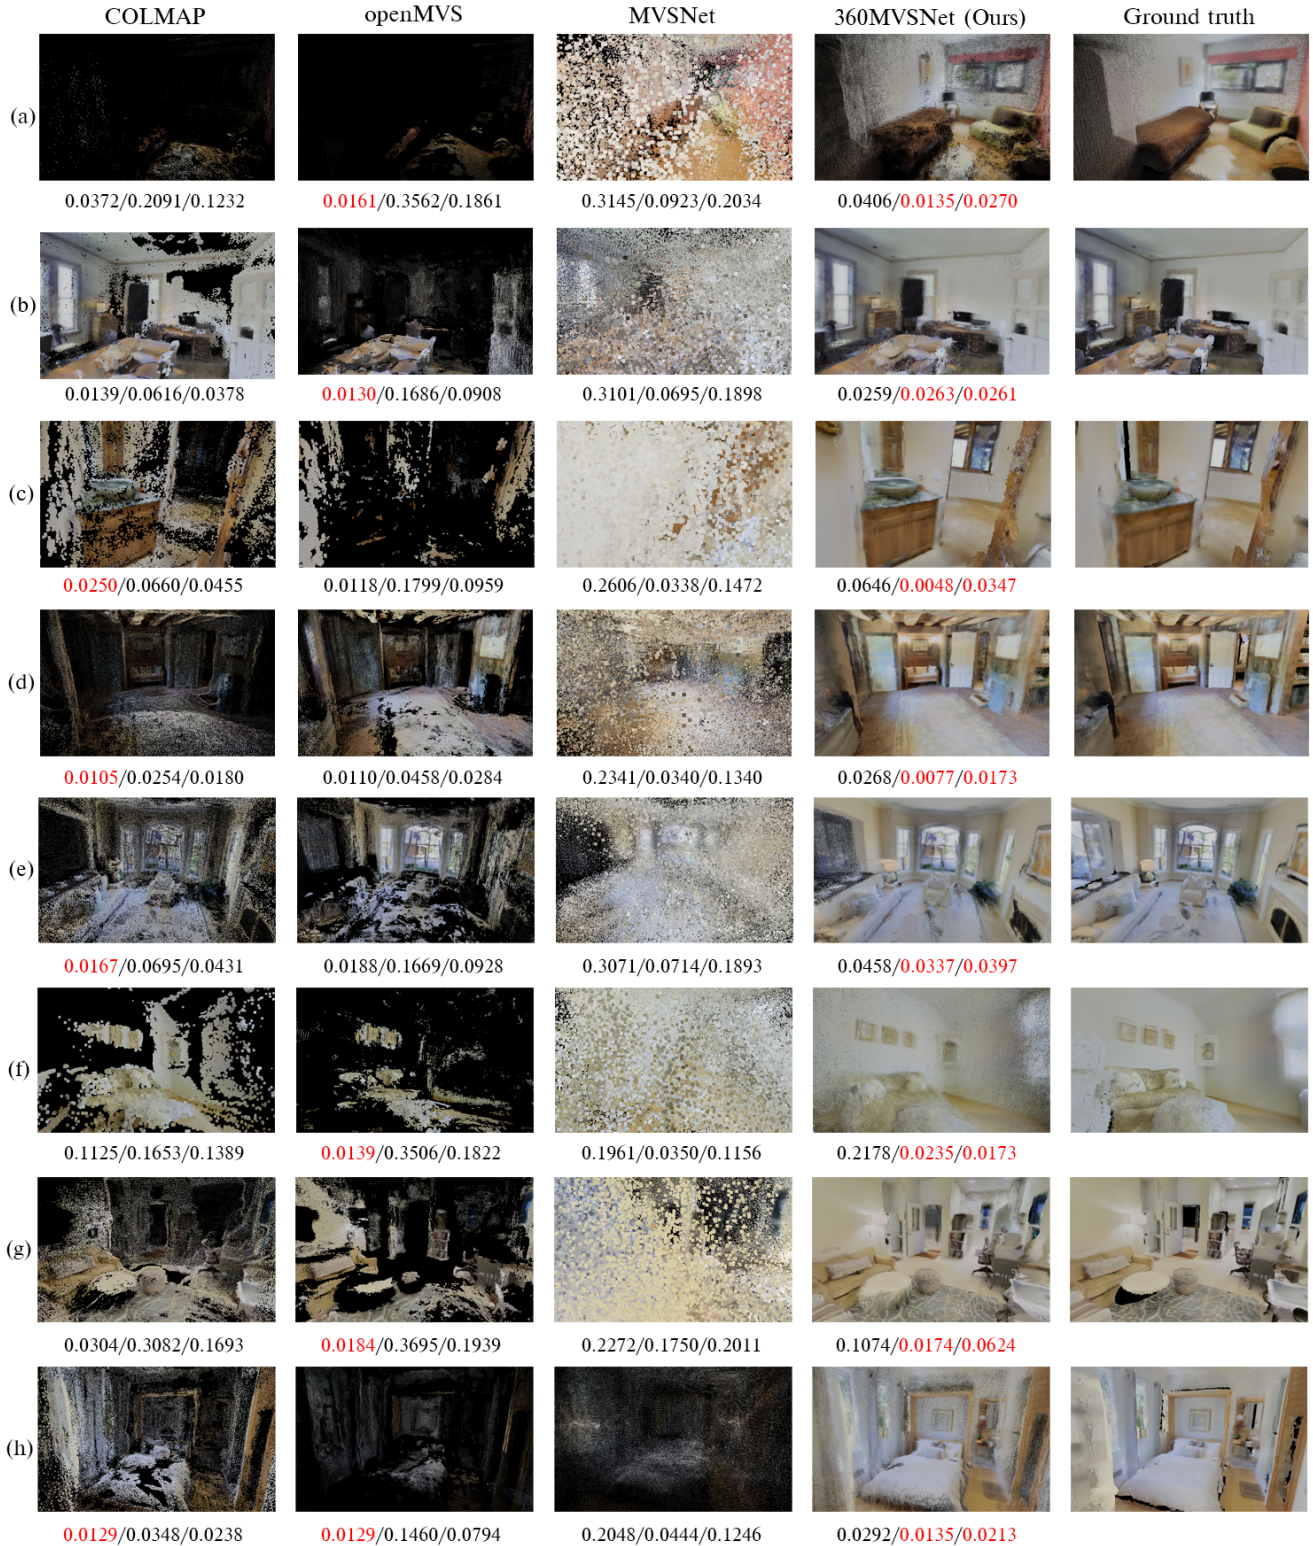 COLMAP openMVS MVSNet 360MVSNet (Ours) Ground truth
(a)
0.0372/0.2091/0.1232 0.0161/0.3562/0.1861 0.3145/0.0923/0.2034 0.0406/0.0135/0.0270
(b)
0.0139/0.0616/0.0378 0.0130/0.1686/0.0908 0.3101/0.0695/0.1898 0.0259/0.0263/0.0261
(c)
0.0250/0.0660/0.0455 0.0118/0.1799/0.0959 0.2606/0.0338/0.1472 0.0646/0.0048/0.0347
(d)
0.0105/0.0254/0.0180 0.0110/0.0458/0.0284 0.2341/0.0340/0.1340 0.0268/0.0077/0.0173
(e)
0.0167/0.0695/0.0431 0.0188/0.1669/0.0928 0.3071/0.0714/0.1893 0.0458/0.0337/0.0397
(f)
0.1125/0.1653/0.1389 0.0139/0.3506/0.1822 0.1961/0.0350/0.1156 0.2178/0.0235/0.0173
(g)
0.0304/0.3082/0.1693 0.0184/0.3695/0.1939 0.2272/0.1750/0.2011 0.1074/0.0174/0.0624
(h)
0.0129/0.0348/0.0238 0.0129/0.1460/0.0794 0.2048/0.0444/0.1246 0.0292/0.0135/0.0213